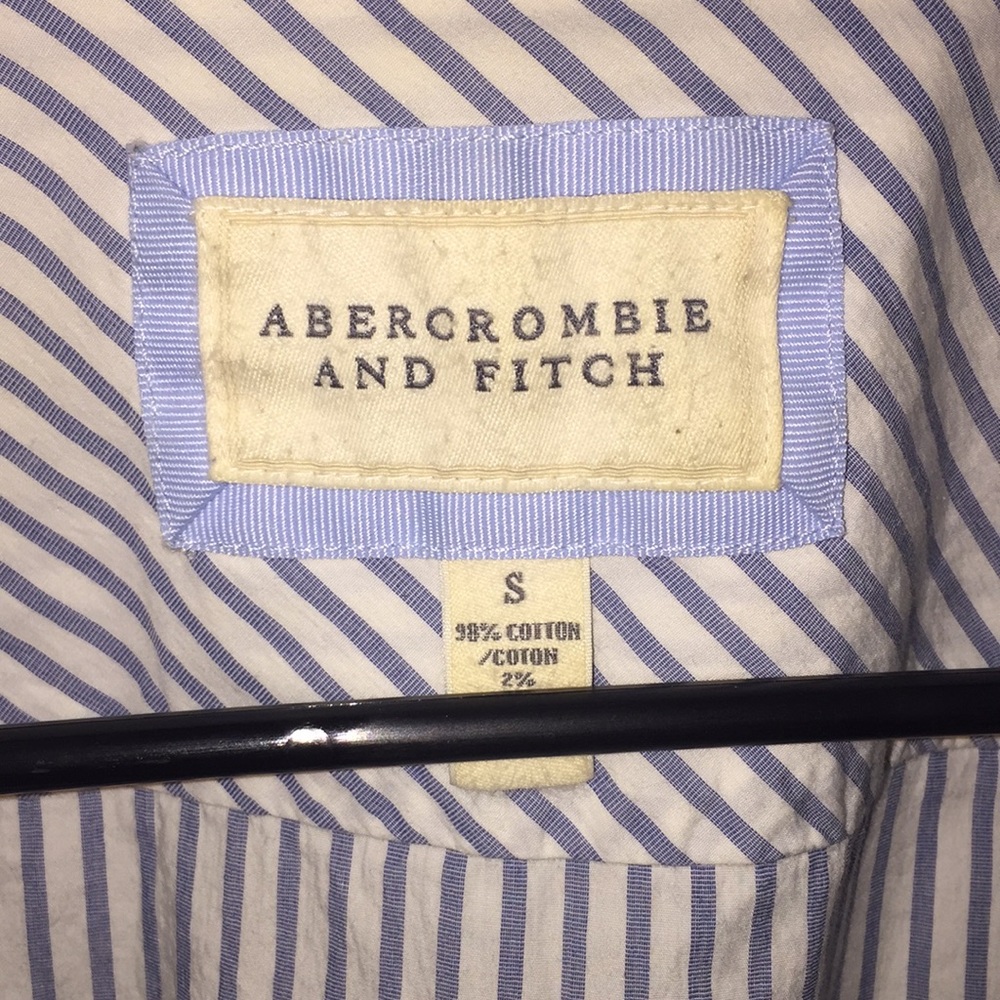 ABERCROMBIE
AND FITCH
S
98% COTTON
/COTON
2%